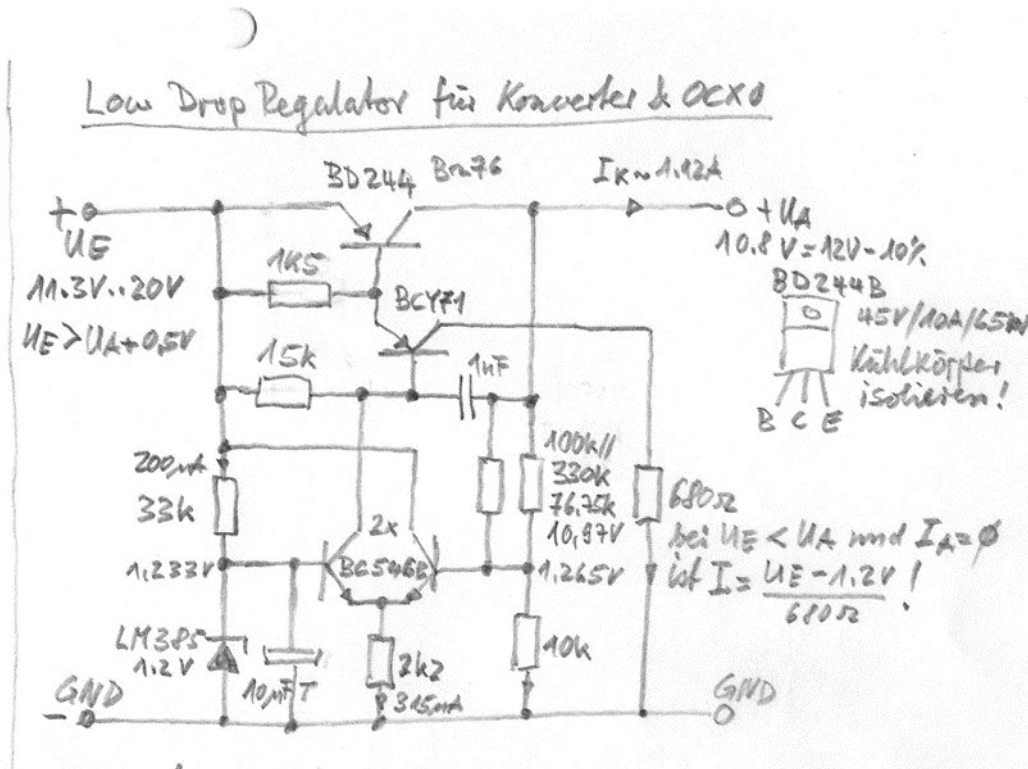 Low Drop Regulator für Konverter & OCXO
BD244
IK~1.12A
+
UE
+UA
10.8V=12V-10%
11.3V..20V
UE>UA+0,5V
1K5
BCY71
BD244B
45V/10A/65W
Kühlkörper
isolieren!
B C E
15k
1nF
200µA
33k
100k//
330k
76,75k
10,97V
680Ω
2x
BC546B
1,233V
1,265V
bei UE < UA und IA=Ø
ist I = UE-1.2V !
680Ω
LM385
1.2V
10µF T
2k2
315µA
10k
GND
-
GND